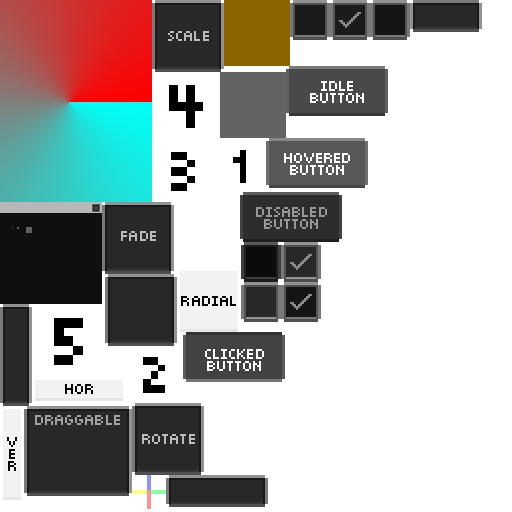 SCALE
IDLE
BUTTON
4
3
1
HOVERED
BUTTON
DISABLED
BUTTON
FADE
RADIAL
5
CLICKED
BUTTON
2
HOR
DRAGGABLE
VER
ROTATE